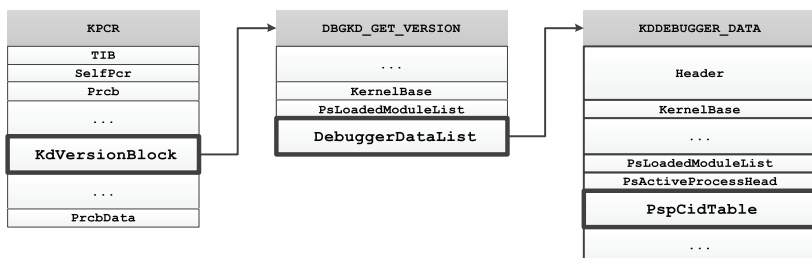 KPCR
TIB
SelfPcr
Prcb
...
KdVersionBlock
...
PrcbData
DBGKD_GET_VERSION
...
KernelBase
PsLoadedModuleList
DebuggerDataList
KDDEBUGGER_DATA
Header
KernelBase
...
PsLoadedModuleList
PsActiveProcessHead
PspCidTable
...